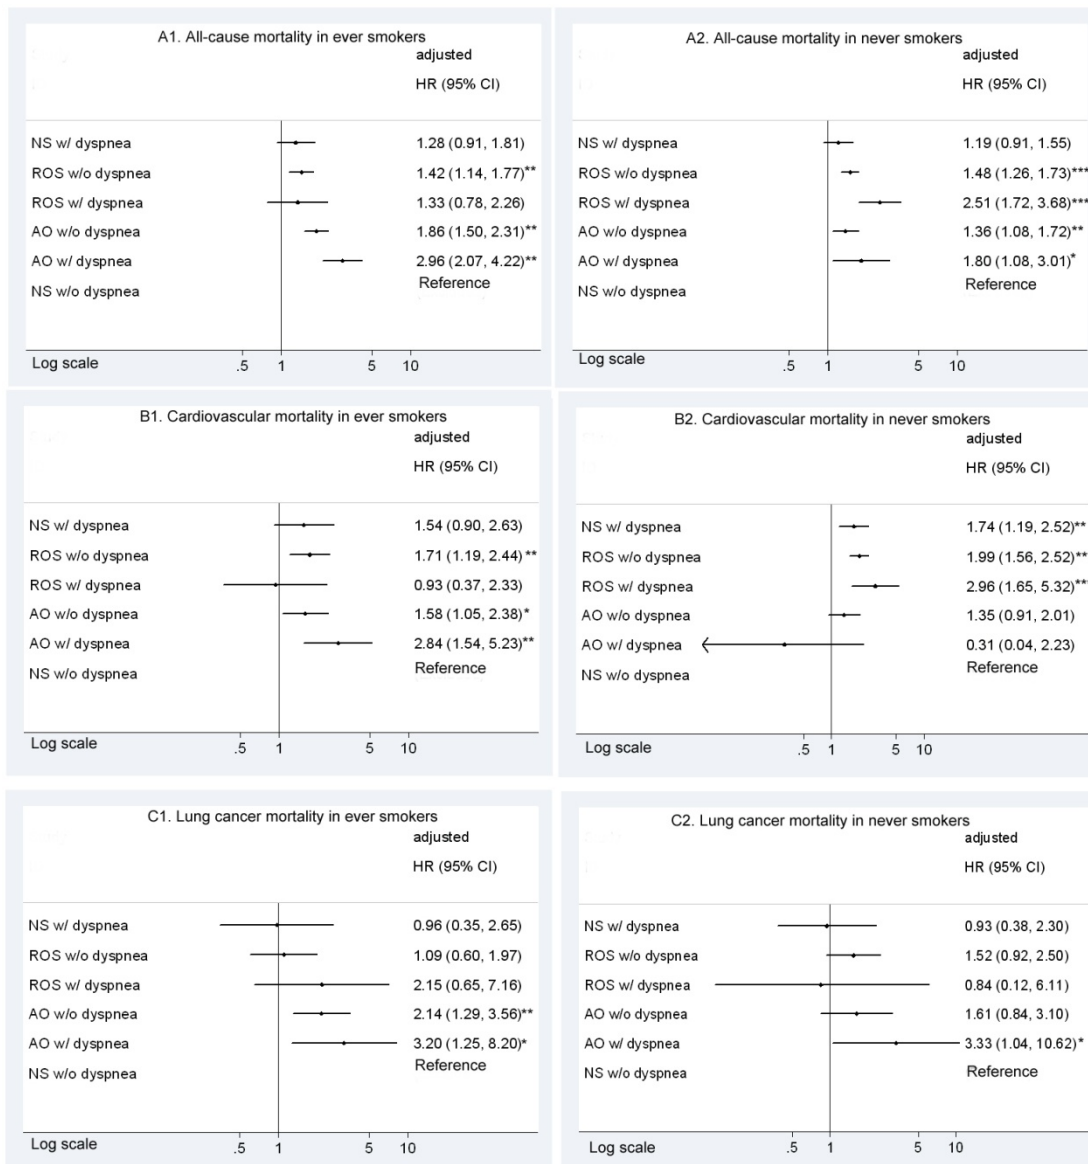 A1. All-cause mortality in ever smokers
adjusted
HR (95% CI)
NS w/ dyspnea 1.28 (0.91, 1.81)
ROS w/o dyspnea 1.42 (1.14, 1.77)**
ROS w/ dyspnea 1.33 (0.78, 2.26)
AO w/o dyspnea 1.86 (1.50, 2.31)**
AO w/ dyspnea 2.96 (2.07, 4.22)**
NS w/o dyspnea Reference
Log scale .5 1 5 10
A2. All-cause mortality in never smokers
adjusted
HR (95% CI)
NS w/ dyspnea 1.19 (0.91, 1.55)
ROS w/o dyspnea 1.48 (1.26, 1.73)***
ROS w/ dyspnea 2.51 (1.72, 3.68)***
AO w/o dyspnea 1.36 (1.08, 1.72)**
AO w/ dyspnea 1.80 (1.08, 3.01)*
NS w/o dyspnea Reference
Log scale .5 1 5 10
B1. Cardiovascular mortality in ever smokers
adjusted
HR (95% CI)
NS w/ dyspnea 1.54 (0.90, 2.63)
ROS w/o dyspnea 1.71 (1.19, 2.44)**
ROS w/ dyspnea 0.93 (0.37, 2.33)
AO w/o dyspnea 1.58 (1.05, 2.38)*
AO w/ dyspnea 2.84 (1.54, 5.23)**
NS w/o dyspnea Reference
Log scale .5 1 5 10
B2. Cardiovascular mortality in never smokers
adjusted
HR (95% CI)
NS w/ dyspnea 1.74 (1.19, 2.52)**
ROS w/o dyspnea 1.99 (1.56, 2.52)**
ROS w/ dyspnea 2.96 (1.65, 5.32)***
AO w/o dyspnea 1.35 (0.91, 2.01)
AO w/ dyspnea 0.31 (0.04, 2.23)
NS w/o dyspnea Reference
Log scale .5 1 5 10
C1. Lung cancer mortality in ever smokers
adjusted
HR (95% CI)
NS w/ dyspnea 0.96 (0.35, 2.65)
ROS w/o dyspnea 1.09 (0.60, 1.97)
ROS w/ dyspnea 2.15 (0.65, 7.16)
AO w/o dyspnea 2.14 (1.29, 3.56)**
AO w/ dyspnea 3.20 (1.25, 8.20)*
NS w/o dyspnea Reference
Log scale .5 1 5 10
C2. Lung cancer mortality in never smokers
adjusted
HR (95% CI)
NS w/ dyspnea 0.93 (0.38, 2.30)
ROS w/o dyspnea 1.52 (0.92, 2.50)
ROS w/ dyspnea 0.84 (0.12, 6.11)
AO w/o dyspnea 1.61 (0.84, 3.10)
AO w/ dyspnea 3.33 (1.04, 10.62)*
NS w/o dyspnea Reference
Log scale .5 1 5 10